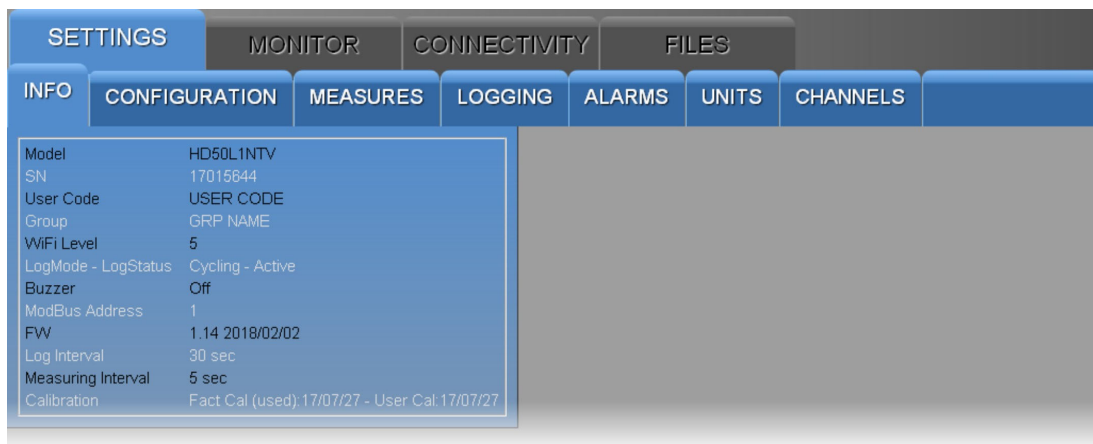 SETTINGS MONITOR CONNECTIVITY FILES
INFO CONFIGURATION MEASURES LOGGING ALARMS UNITS CHANNELS
Model HD50L1NTV
SN 17015644
User Code USER CODE
Group GRP NAME
WiFi Level 5
LogMode - LogStatus Cycling - Active
Buzzer Off
ModBus Address 1
FW 1.14 2018/02/02
Log Interval 30 sec
Measuring Interval 5 sec
Calibration Fact Cal (used):17/07/27 - User Cal:17/07/27